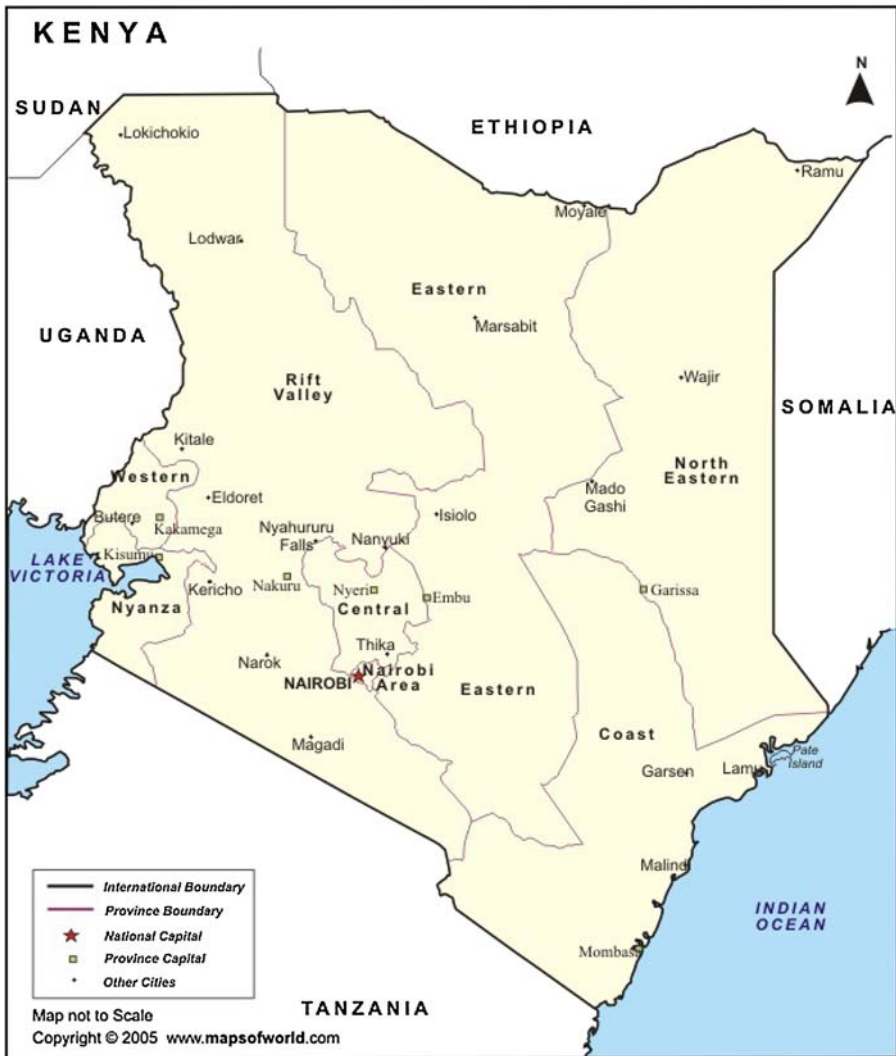 KENYA
N
SUDAN
ETHIOPIA
Lokichokio
Ramu
Moyale
Lodwar
Eastern
Marsabit
UGANDA
Rift
Valley
Wajir
SOMALIA
Kitale
Western
North
Eastern
Eldoret
Mado
Gashi
Isiolo
Butere
Kakamega
Nyahururu
Falls
Nanyuki
Kisumu
LAKE
VICTORIA
Kericho
Nakuru
Nyeri
Embu
Garissa
Nyanza
Central
Thika
Narok
Nairobi
Area
NAIROBI
Eastern
Coast
Magadi
Garsen
Lamu
Pate
Island
Malindi
INDIAN
OCEAN
Mombasa
International Boundary
Province Boundary
National Capital
Province Capital
Other Cities
TANZANIA
Map not to Scale
Copyright © 2005 www.mapsofworld.com